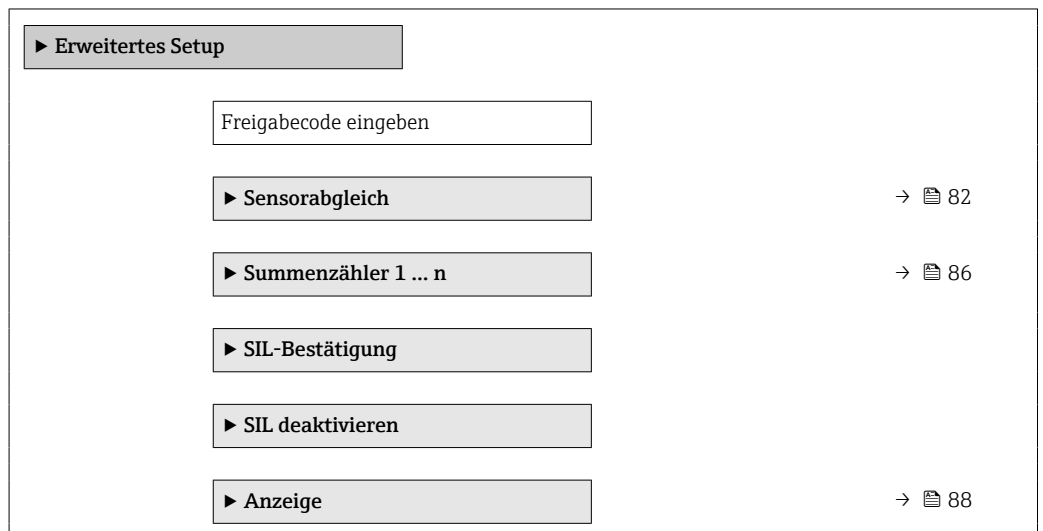 ▶ Erweitertes Setup
Freigabecode eingeben
▶ Sensorabgleich → 82
▶ Summenzähler 1 ... n → 86
▶ SIL-Bestätigung
▶ SIL deaktivieren
▶ Anzeige → 88